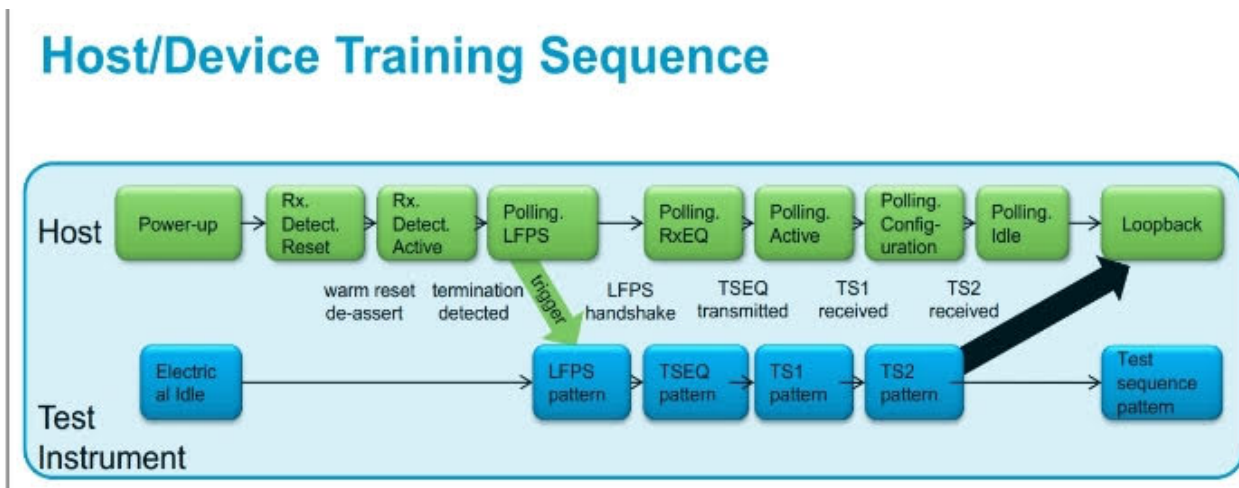 Host/Device Training Sequence
Host
Power-up
Rx.
Detect.
Reset
Rx.
Detect.
Active
Polling.
LFPS
Polling.
RxEQ
Polling.
Active
Polling.
Config-
uration
Polling.
Idle
Loopback
warm reset
de-assert
termination
detected
trigger
LFPS
handshake
TSEQ
transmitted
TS1
received
TS2
received
Test
Instrument
Electric
al Idle
LFPS
pattern
TSEQ
pattern
TS1
pattern
TS2
pattern
Test
sequence
pattern